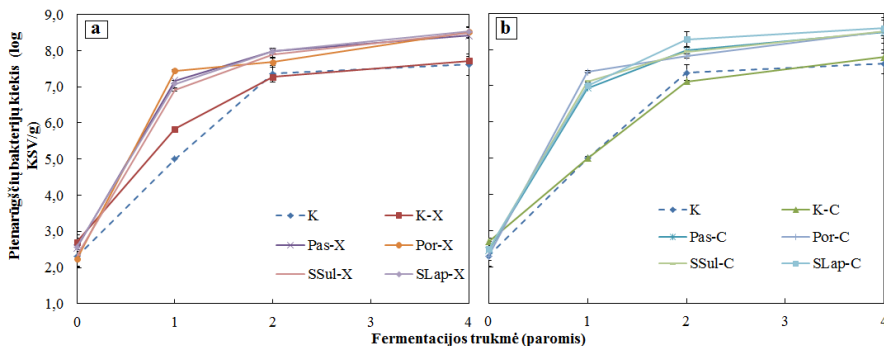 Pienarūgščių bakterijų kiekis (log
KSV/g)
9,0
8,0
7,0
6,0
5,0
4,0
3,0
2,0
1,0
a
K
K-X
Pas-X
Por-X
SSul-X
SLap-X
0
1
2
3
4
b
K
K-C
Pas-C
Por-C
SSul-C
SLap-C
0
1
2
3
4
Fermentacijos trukmė (paromis)